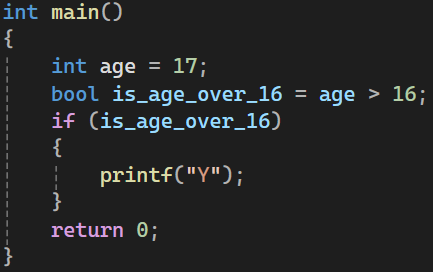 int main()
{
int age = 17;
bool is_age_over_16 = age > 16;
if (is_age_over_16)
{
printf("Y");
}
return 0;
}